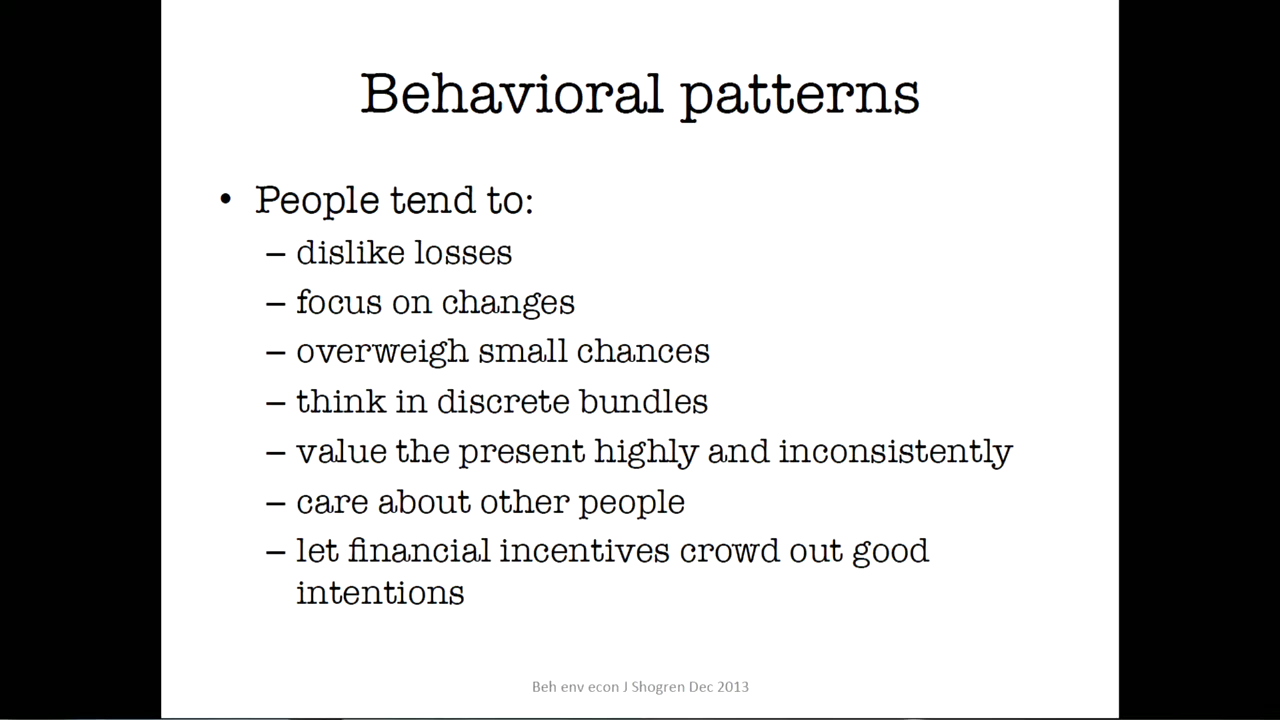 Behavioral patterns
• People tend to:
– dislike losses
– focus on changes
– overweigh small chances
– think in discrete bundles
– value the present highly and inconsistently
– care about other people
– let financial incentives crowd out good
intentions
Beh env econ J Shogren Dec 2013